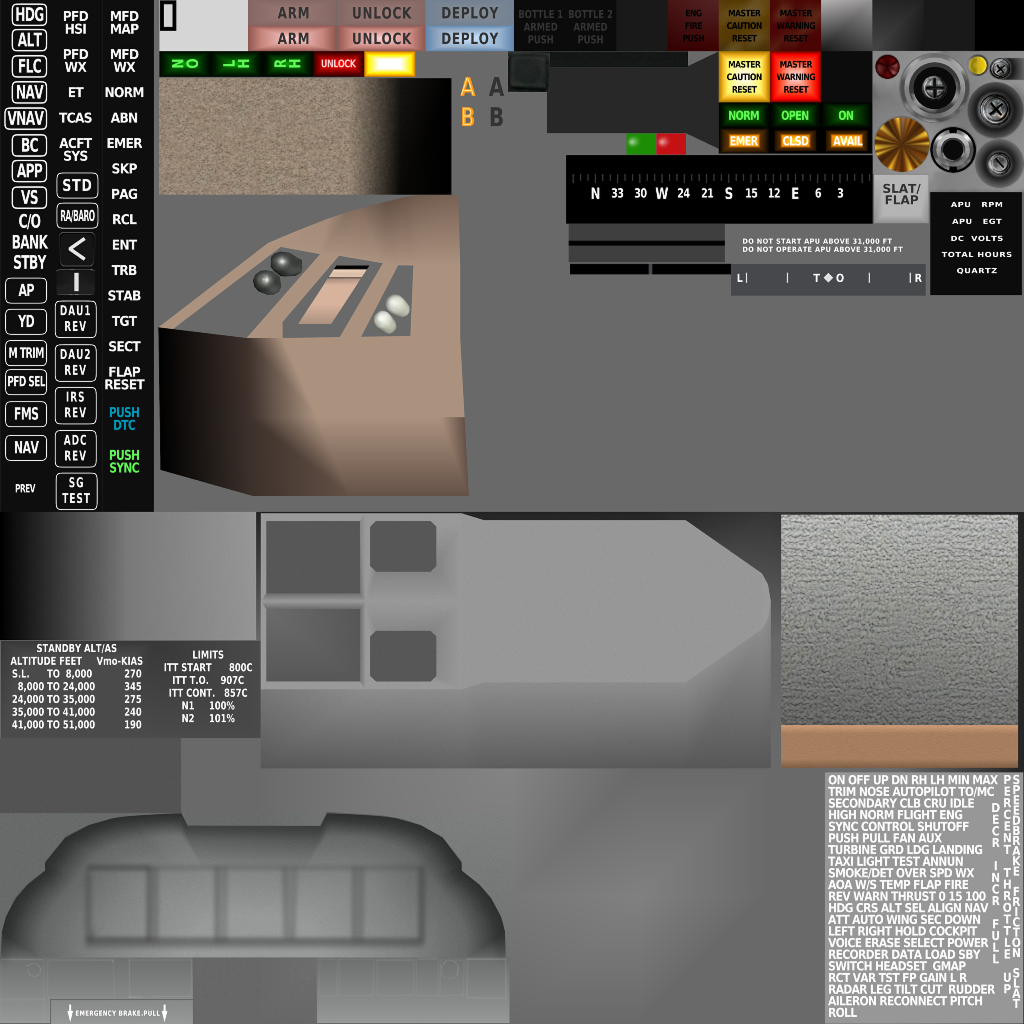 HDG
ALT
FLC
NAV
VNAV
BC
APP
VS
C/O
BANK
STBY
AP
YD
M TRIM
PFD SEL
FMS
NAV
PREV
PFD
HSI
PFD
WX
ET
TCAS
ACFT
SYS
STD
RA/BARO
<
DAU1
REV
DAU2
REV
IRS
REV
ADC
REV
SG
TEST
MFD
MAP
MFD
WX
NORM
ABN
EMER
SKP
PAG
RCL
ENT
TRB
STAB
TGT
SECT
FLAP
RESET
PUSH
DTC
PUSH
SYNC
ARM UNLOCK DEPLOY
ARM UNLOCK DEPLOY
NO LH RH UNLOCK
A A
B B
BOTTLE 1 BOTTLE 2
ARMED ARMED
PUSH PUSH
ENG
FIRE
PUSH
MASTER
CAUTION
RESET
MASTER
WARNING
RESET
MASTER
CAUTION
RESET
MASTER
WARNING
RESET
NORM OPEN ON
EMER CLSD AVAIL
N 33 30 W 24 21 S 15 12 E 6 3
SLAT/
FLAP
APU RPM
APU EGT
DC VOLTS
TOTAL HOURS
QUARTZ
DO NOT START APU ABOVE 31,000 FT
DO NOT OPERATE APU ABOVE 31,000 FT
L T◆O R
STANDBY ALT/AS
ALTITUDE FEET Vmo-KIAS
S.L. TO 8,000 270
8,000 TO 24,000 345
24,000 TO 35,000 275
35,000 TO 41,000 240
41,000 TO 51,000 190
LIMITS
ITT START 800C
ITT T.O. 907C
ITT CONT. 857C
N1 100%
N2 101%
EMERGENCY BRAKE.PULL
ON OFF UP DN RH LH MIN MAX
TRIM NOSE AUTOPILOT TO/MC
SECONDARY CLB CRU IDLE
HIGH NORM FLIGHT ENG
SYNC CONTROL SHUTOFF
PUSH PULL FAN AUX
TURBINE GRD LDG LANDING
TAXI LIGHT TEST ANNUN
SMOKE/DET OVER SPD WX
AOA W/S TEMP FLAP FIRE
REV WARN THRUST 0 15 100
HDG CRS ALT SEL ALIGN NAV
ATT AUTO WING SEC DOWN
LEFT RIGHT HOLD COCKPIT
VOICE ERASE SELECT POWER
RECORDER DATA LOAD SBY
SWITCH HEADSET GMAP
RCT VAR TST FP GAIN L R
RADAR LEG TILT CUT RUDDER
AILERON RECONNECT PITCH
ROLL
DECR INCR FULL
PERCENT THROTTLE UP
SPEEDBRAKE FRICTION SLAT